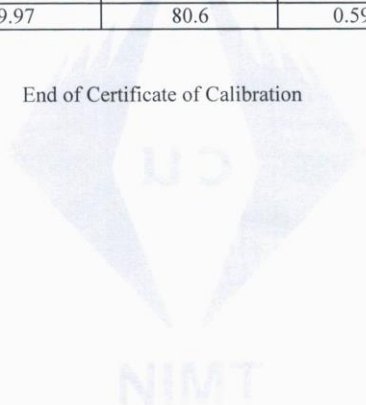 9.97 80.6 0.59
End of Certificate of Calibration
NIMT